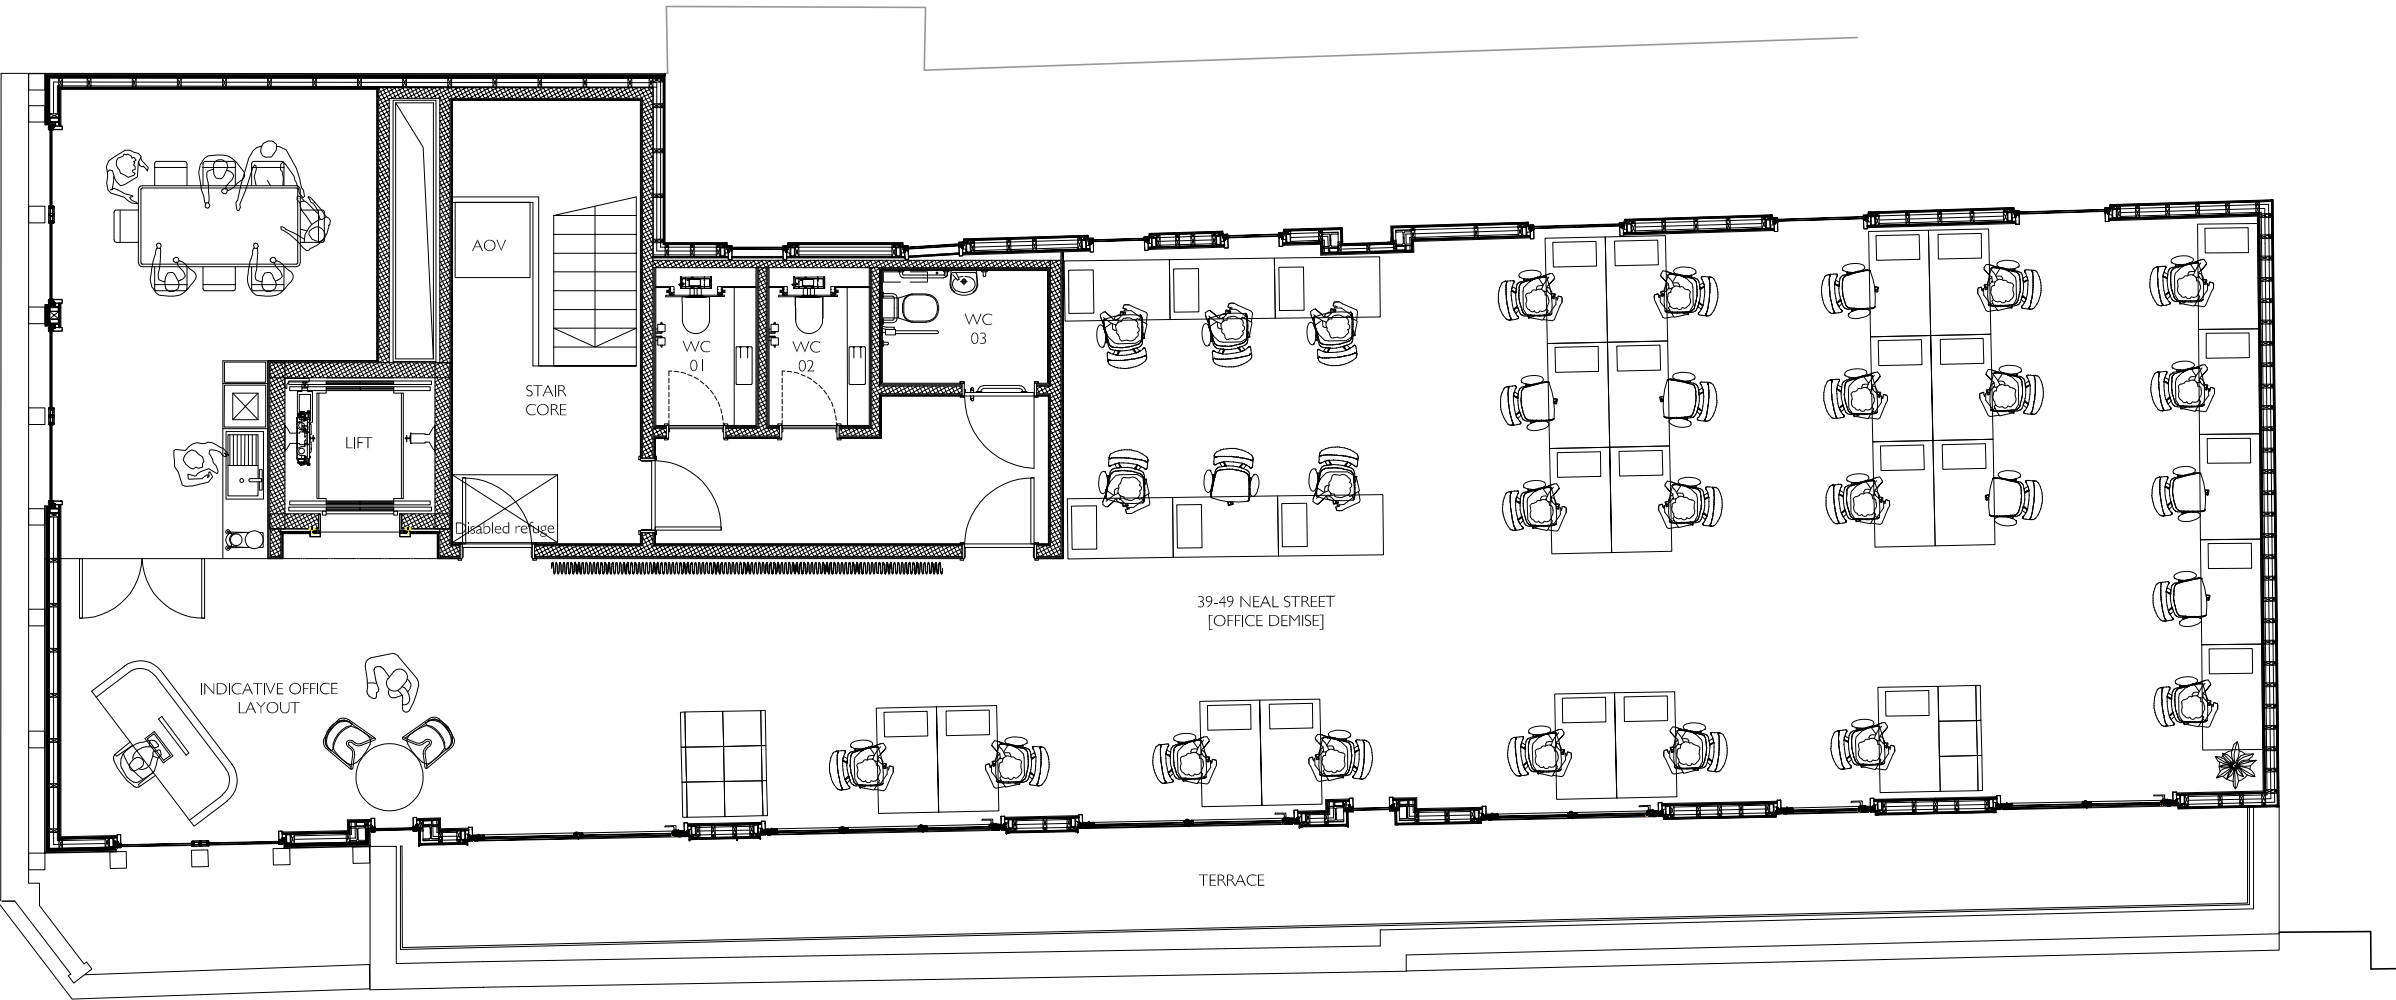 AOV
WC
01
WC
02
WC
03
STAIR
CORE
LIFT
Disabled refuge
39-49 NEAL STREET
[OFFICE DEMISE]
INDICATIVE OFFICE
LAYOUT
TERRACE